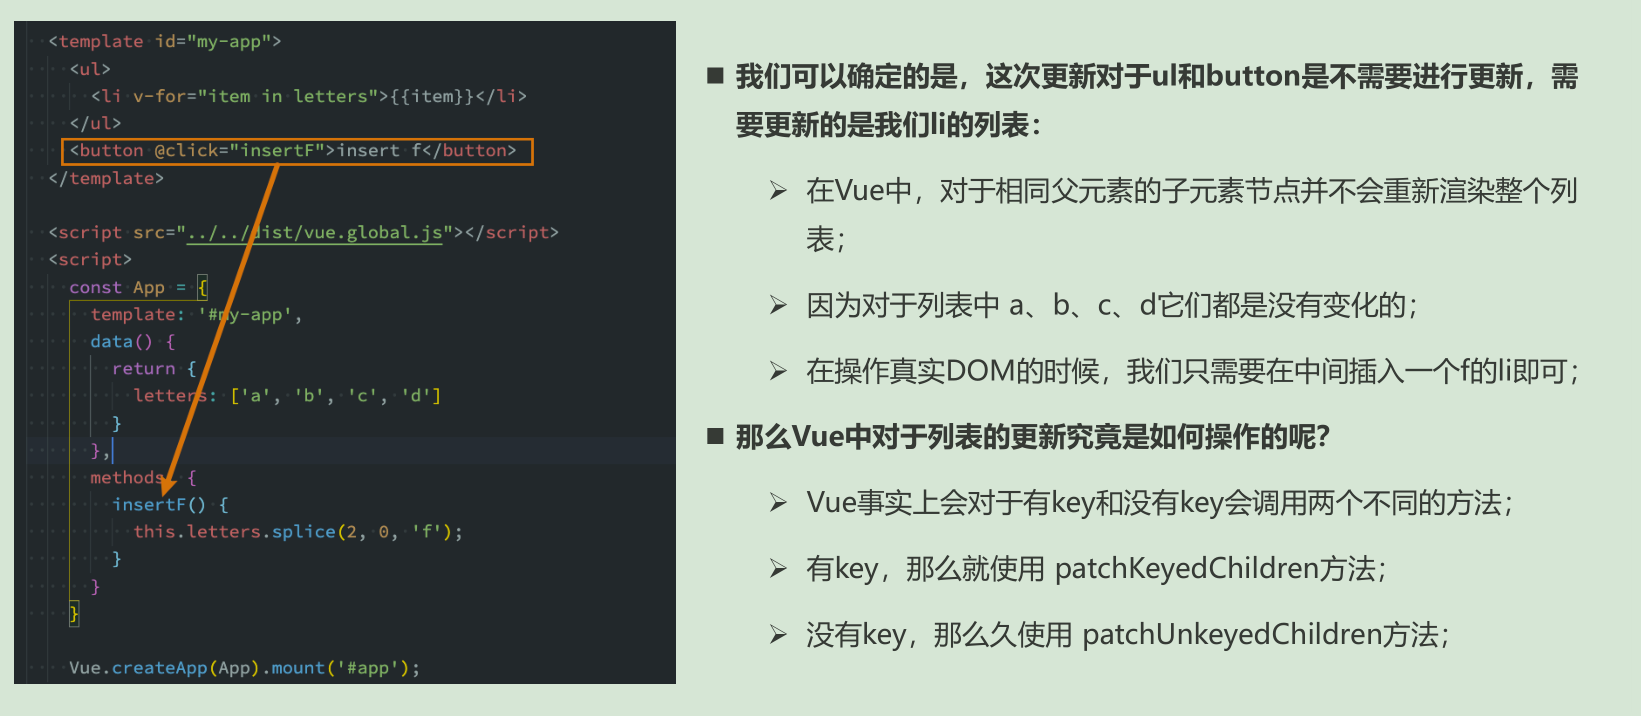 <template id="my-app">
<ul>
<li v-for="item in letters">{{item}}</li>
</ul>
<button @click="insertF">insert f</button>
</template>
<script src="../../dist/vue.global.js"></script>
<script>
const App = {
template: '#my-app',
data() {
return {
letters: ['a', 'b', 'c', 'd']
}
},
methods: {
insertF() {
this.letters.splice(2, 0, 'f');
}
}
}
Vue.createApp(App).mount('#app');
■ 我们可以确定的是，这次更新对于ul和button是不需要进行更新，需
要更新的是我们li的列表：
➢ 在Vue中，对于相同父元素的子元素节点并不会重新渲染整个列
表；
➢ 因为对于列表中 a、b、c、d它们都是没有变化的；
➢ 在操作真实DOM的时候，我们只需要在中间插入一个f的li即可；
■ 那么Vue中对于列表的更新究竟是如何操作的呢？
➢ Vue事实上会对于有key和没有key会调用两个不同的方法；
➢ 有key，那么就使用 patchKeyedChildren方法；
➢ 没有key，那么久使用 patchUnkeyedChildren方法；